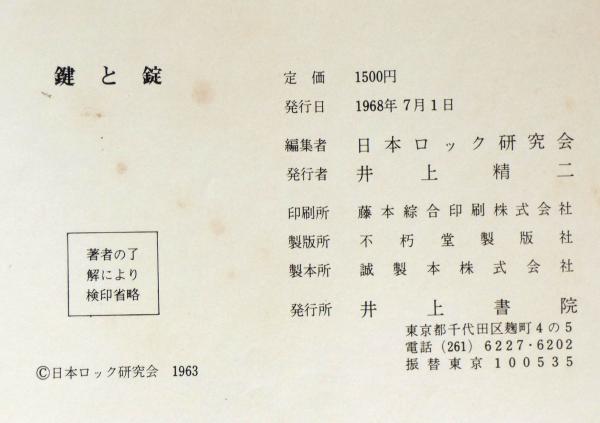 鍵と錠
定価 1500円
発行日 1968年7月1日
編集者 日本ロック研究会
発行者 井上精二
印刷所 藤本綜合印刷株式会社
製版所 不朽堂製版社
製本所 誠製本株式会社
発行所 井上書院
東京都千代田区麹町4の5
電話(261)6227・6202
振替東京100535
著者の了
解により
検印省略
©日本ロック研究会 1963